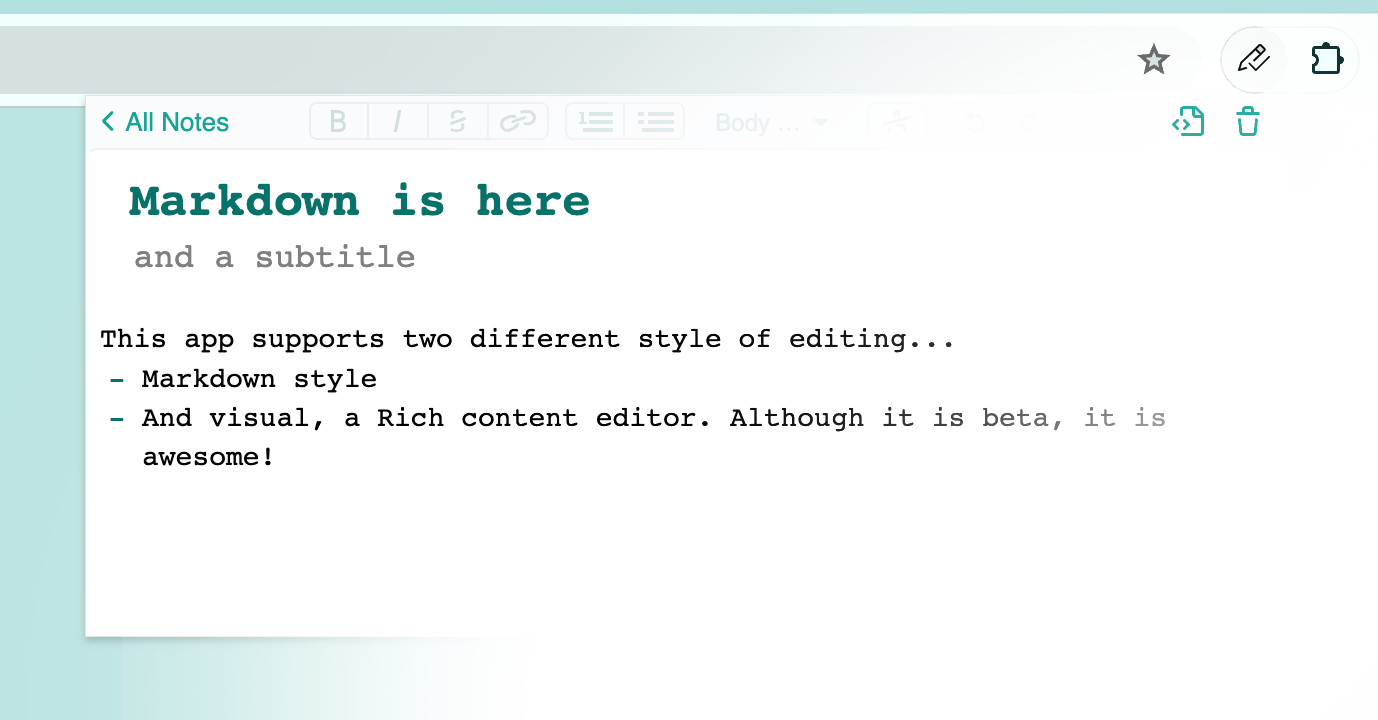 All Notes
B I S
Body ...
Markdown is here
and a subtitle
This app supports two different style of editing...
- Markdown style
- And visual, a Rich content editor. Although it is beta, it is
awesome!